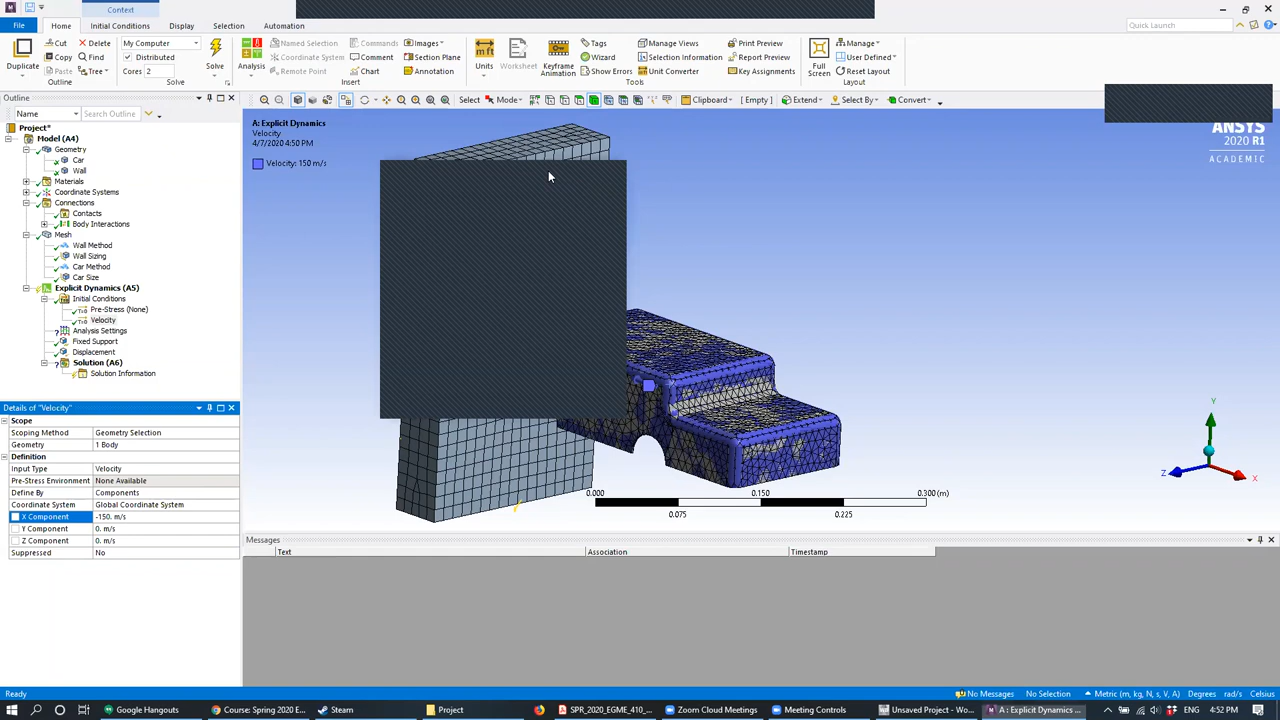 Context
File
Home
Initial Conditions
Display
Selection
Automation
Quick Launch
Duplicate
Cut
Copy
Paste
Delete
Find
Tree
Outline
My Computer
Distributed
Cores 2
Solve
Solve
Analysis
Named Selection
Coordinate System
Remote Point
Insert
Commands
Comment
Chart
Images
Section Plane
Annotation
Units
Worksheet
Keyframe Animation
Tags
Wizard
Show Errors
Manage Views
Selection Information
Unit Converter
Tools
Print Preview
Report Preview
Key Assignments
Full Screen
Manage
User Defined
Reset Layout
Layout
Outline
Select
Mode
Clipboard
[ Empty ]
Extend
Select By
Convert
Name
Search Outline
Project*
Model (A4)
Geometry
Car
Wall
Materials
Coordinate Systems
Connections
Contacts
Body Interactions
Mesh
Wall Method
Wall Sizing
Car Method
Car Size
Explicit Dynamics (A5)
Initial Conditions
Pre-Stress (None)
Velocity
Analysis Settings
Fixed Support
Displacement
Solution (A6)
Solution Information
A: Explicit Dynamics
Velocity
4/7/2020 4:50 PM
Velocity: 150 m/s
ANSYS
2020 R1
ACADEMIC
Y
Z
X
0.000
0.150
0.300 (m)
0.075
0.225
Details of "Velocity"
Scope
Scoping Method Geometry Selection
Geometry 1 Body
Definition
Input Type Velocity
Pre-Stress Environment None Available
Define By Components
Coordinate System Global Coordinate System
X Component -150. m/s
Y Component 0. m/s
Z Component 0. m/s
Suppressed No
Messages
Text Association Timestamp
Ready
No Messages
No Selection
Metric (m, kg, N, s, V, A)
Degrees
rad/s
Celsius
Google Hangouts
Course: Spring 2020 E...
Steam
Project
SPR_2020_EGME_410_...
Zoom Cloud Meetings
Meeting Controls
Unsaved Project - Wo...
A : Explicit Dynamics ...
ENG
4:52 PM